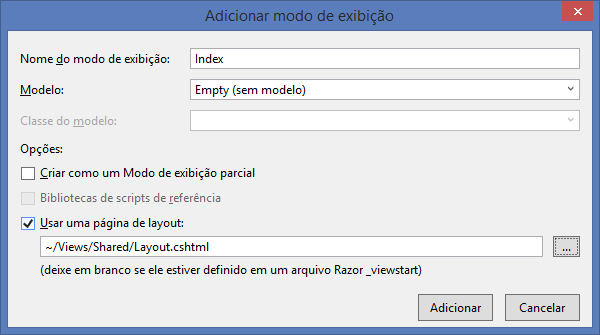 Adicionar modo de exibição
Nome do modo de exibição: Index
Modelo: Empty (sem modelo)
Classe do modelo:
Opções:
Criar como um Modo de exibição parcial
Bibliotecas de scripts de referência
Usar uma página de layout:
~/Views/Shared/Layout.cshtml ...
(deixe em branco se ele estiver definido em um arquivo Razor _viewstart)
Adicionar Cancelar